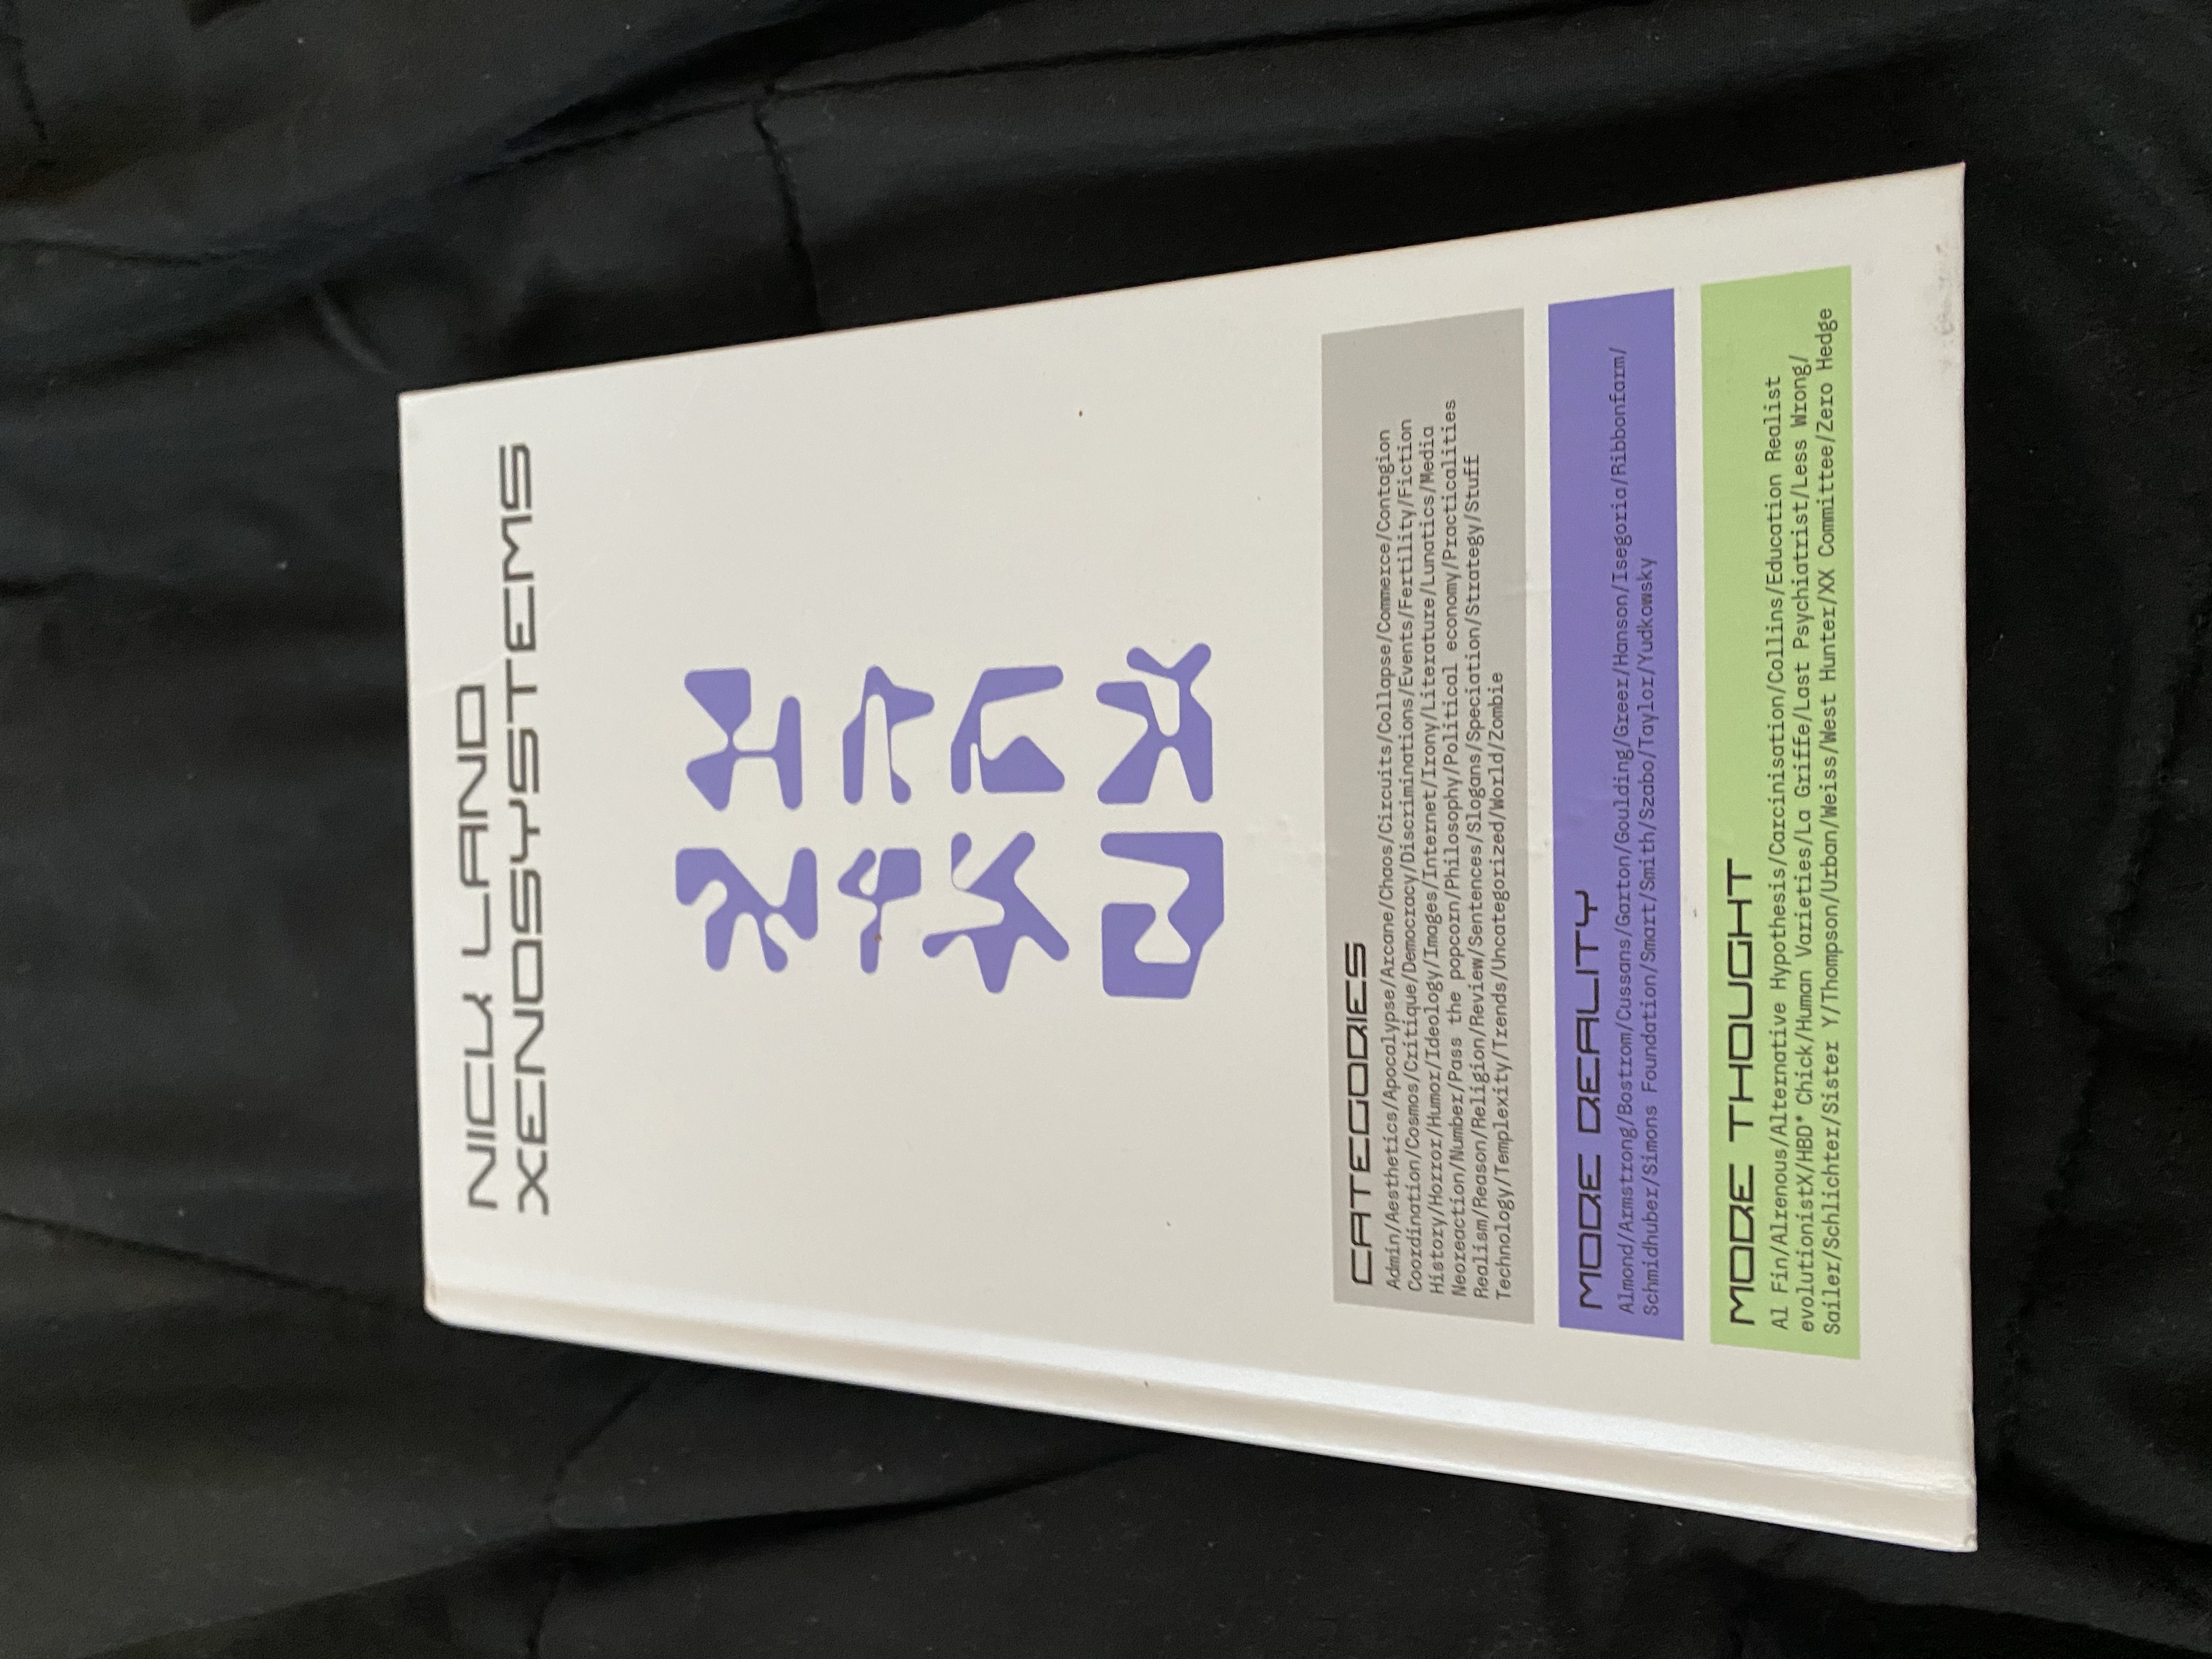 NICK LAND
XENOSYSTEMS
CATEGORIES
Admin/Aesthetics/Apocalypse/Arcane/Chaos/Circuits/Collapse/Commerce/Contagion
Coordination/Cosmos/Critique/Democracy/Discriminations/Events/Fertility/Fiction
History/Horror/Humor/Ideology/Images/Internet/Irony/Literature/Lunatics/Media
Neoreaction/Number/Pass the popcorn/Philosophy/Political economy/Practicalities
Realism/Reason/Religion/Review/Sentences/Slogans/Speciation/Strategy/Stuff
Technology/Templexity/Trends/Uncategorized/World/Zombie
MORE REALITY
Almond/Armstrong/Bostrom/Cussans/Garton/Goulding/Greer/Hanson/Isegoria/Ribbonfarm/
Schmidhuber/Simons Foundation/Smart/Smith/Szabo/Taylor/Yudkowsky
MORE THOUGHT
Al Fin/Alrenous/Alternative Hypothesis/Carcinisation/Collins/Education Realist
evolutionistX/HBD* Chick/Human Varieties/La Griffe/Last Psychiatrist/Less Wrong/
Sailer/Schlichter/Sister Y/Thompson/Urban/Weiss/West Hunter/XX Committee/Zero Hedge